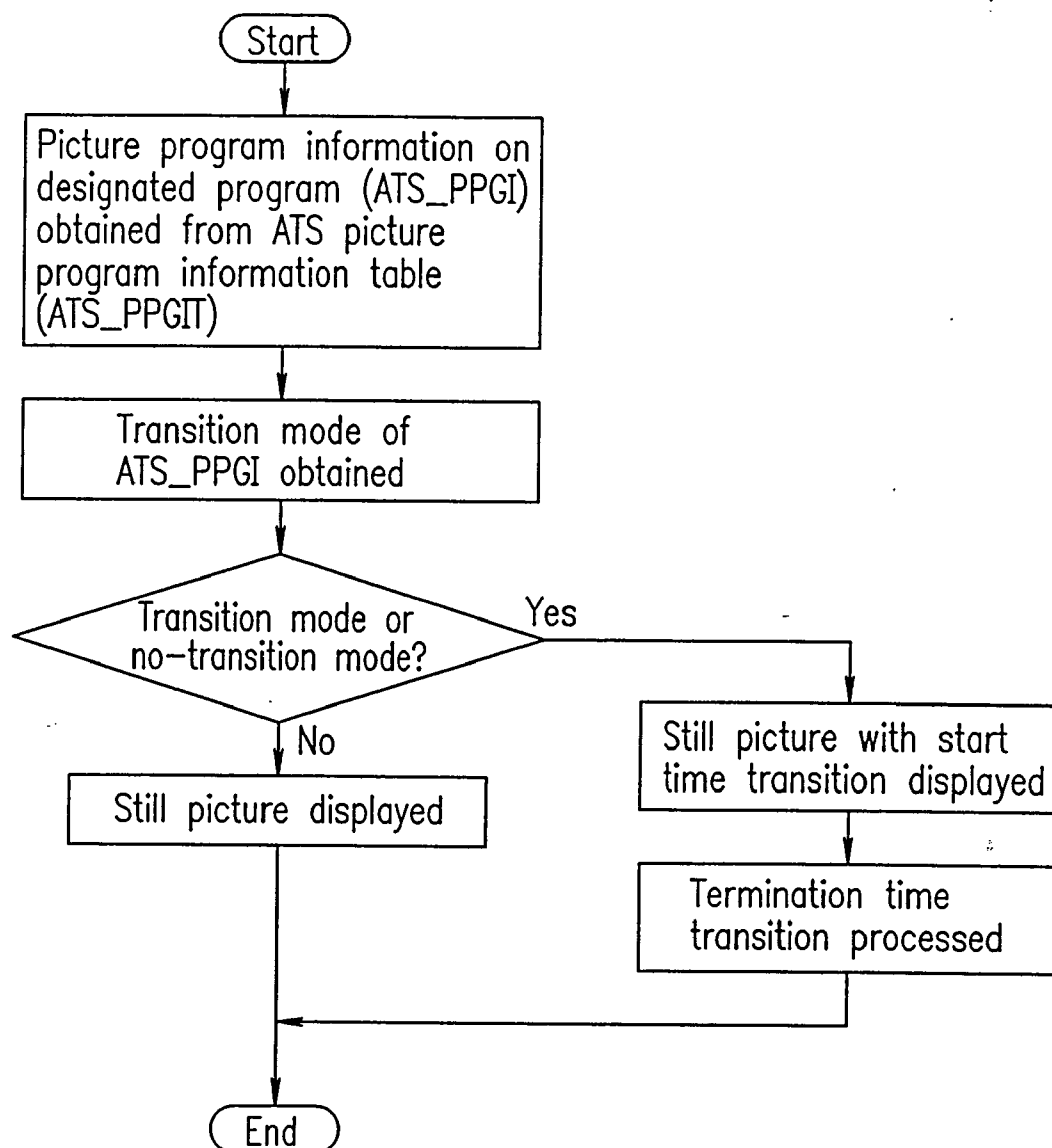 Start
Picture program information on
designated program (ATS_PPGI)
obtained from ATS picture
program information table
(ATS_PPGIT)
Transition mode of
ATS_PPGI obtained
Transition mode or
no-transition mode?
Yes
No
Still picture with start
time transition displayed
Still picture displayed
Termination time
transition processed
End